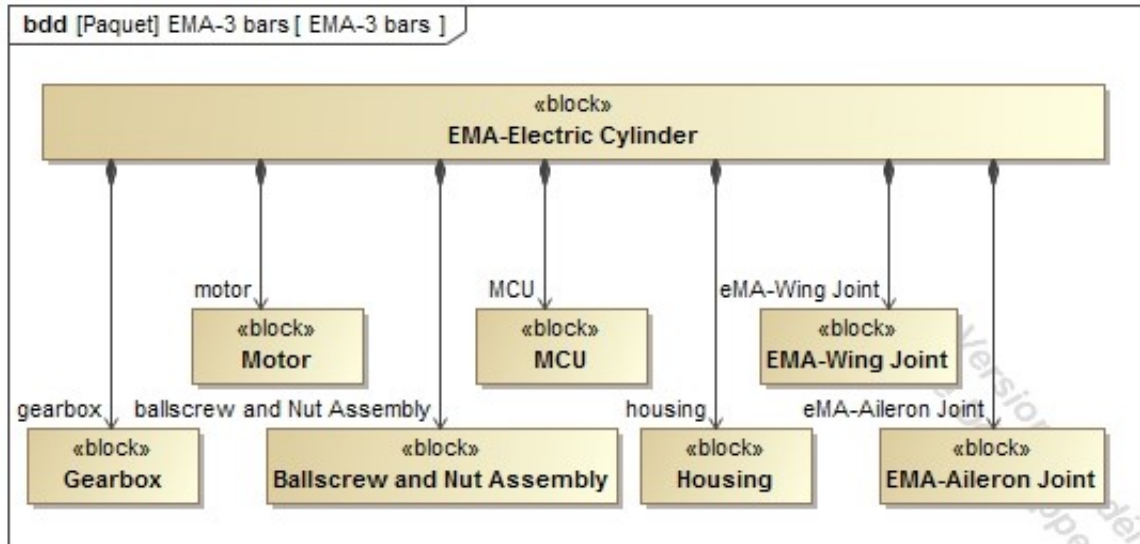 bdd [Paquet] EMA-3 bars [ EMA-3 bars ]
«block»
EMA-Electric Cylinder
motor
MCU
eMA-Wing Joint
«block»
Motor
«block»
MCU
«block»
EMA-Wing Joint
gearbox
ballscrew and Nut Assembly
housing
eMA-Aileron Joint
«block»
Gearbox
«block»
Ballscrew and Nut Assembly
«block»
Housing
«block»
EMA-Aileron Joint
Version